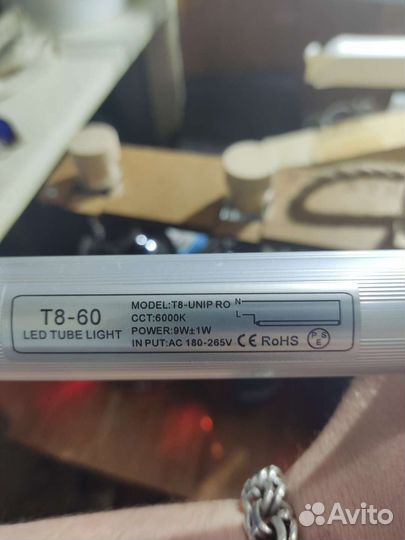 T8-60
LED TUBE LIGHT
MODEL:T8-UNIP RO
CCT:6000K
POWER:9W±1W
IN PUT:AC 180-265V
N
L
CE RoHS
P S E
Avito